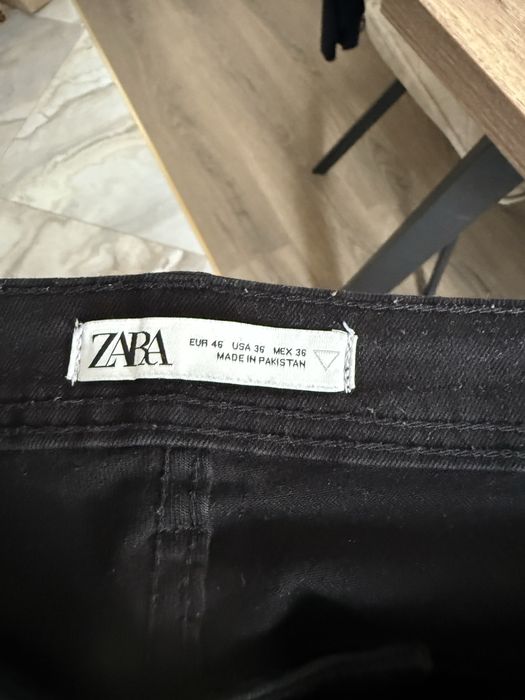 ZARA
EUR 46 USA 36 MEX 36
MADE IN PAKISTAN